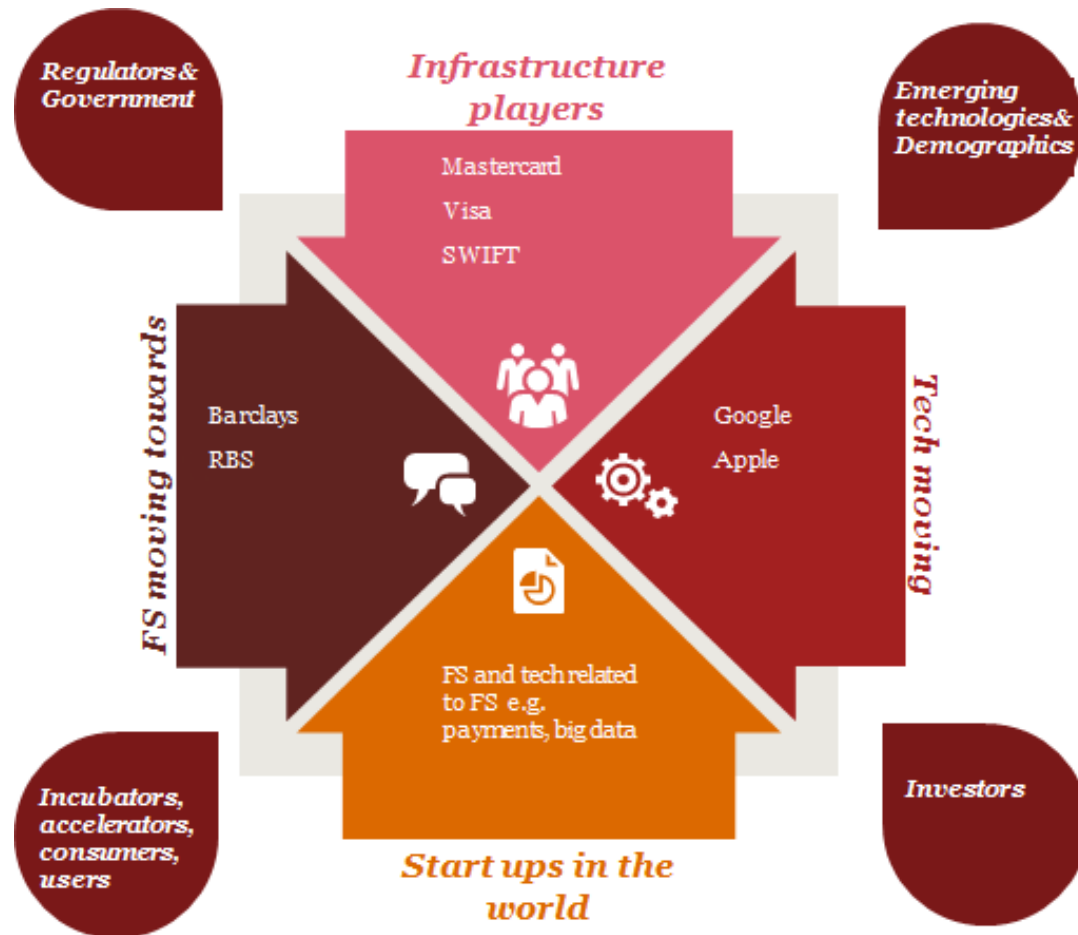 Regulators &
Government
Infrastructure
players
Emerging
technologies&
Demographics
Mastercard
Visa
SWIFT
FS moving towards
Barclays
RBS
Google
Apple
Tech moving
FS and tech related
to FS e.g.
payments, big data
Incubators,
accelerators,
consumers,
users
Start ups in the
world
Investors